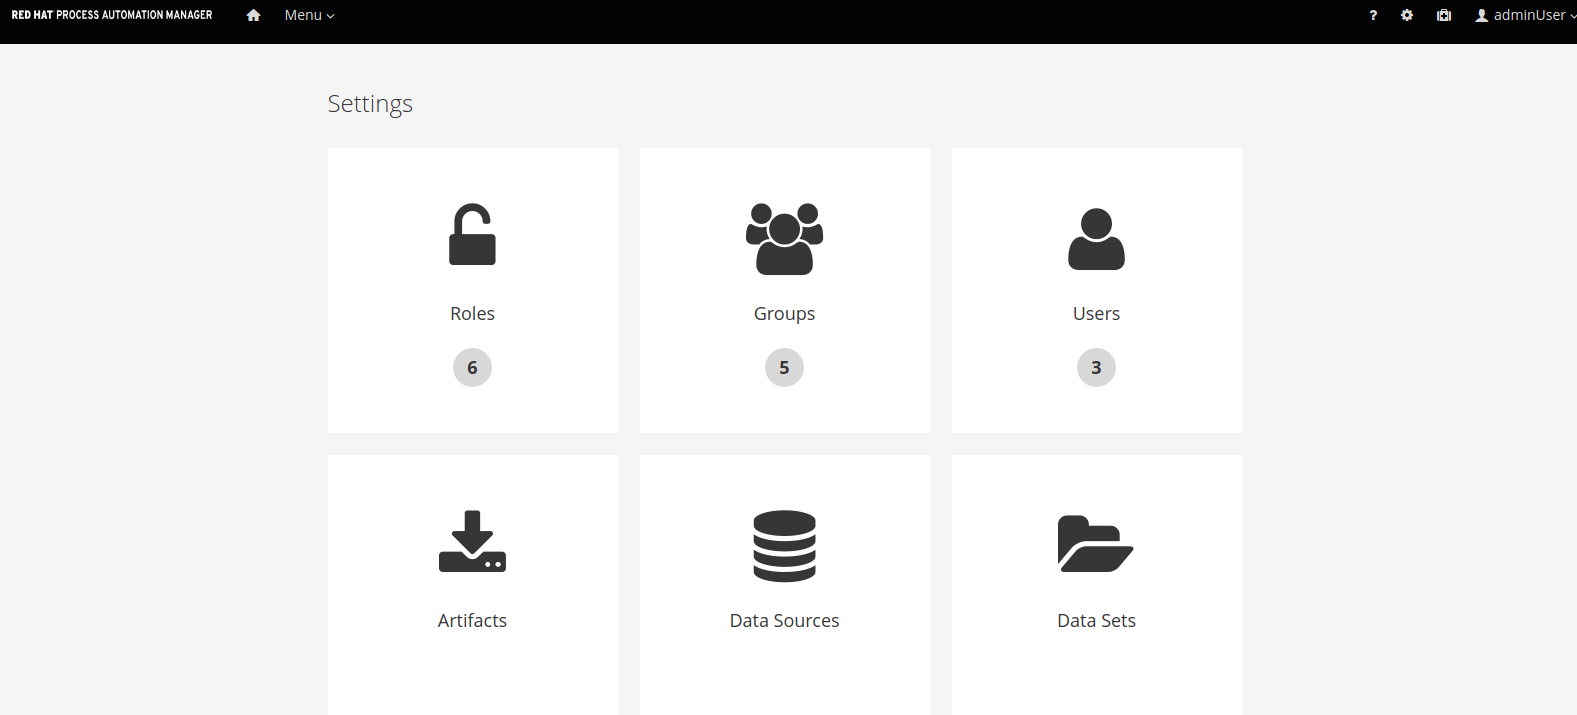 RED HAT PROCESS AUTOMATION MANAGER
Menu
?
adminUser
Settings
Roles
Groups
Users
6
5
3
Artifacts
Data Sources
Data Sets